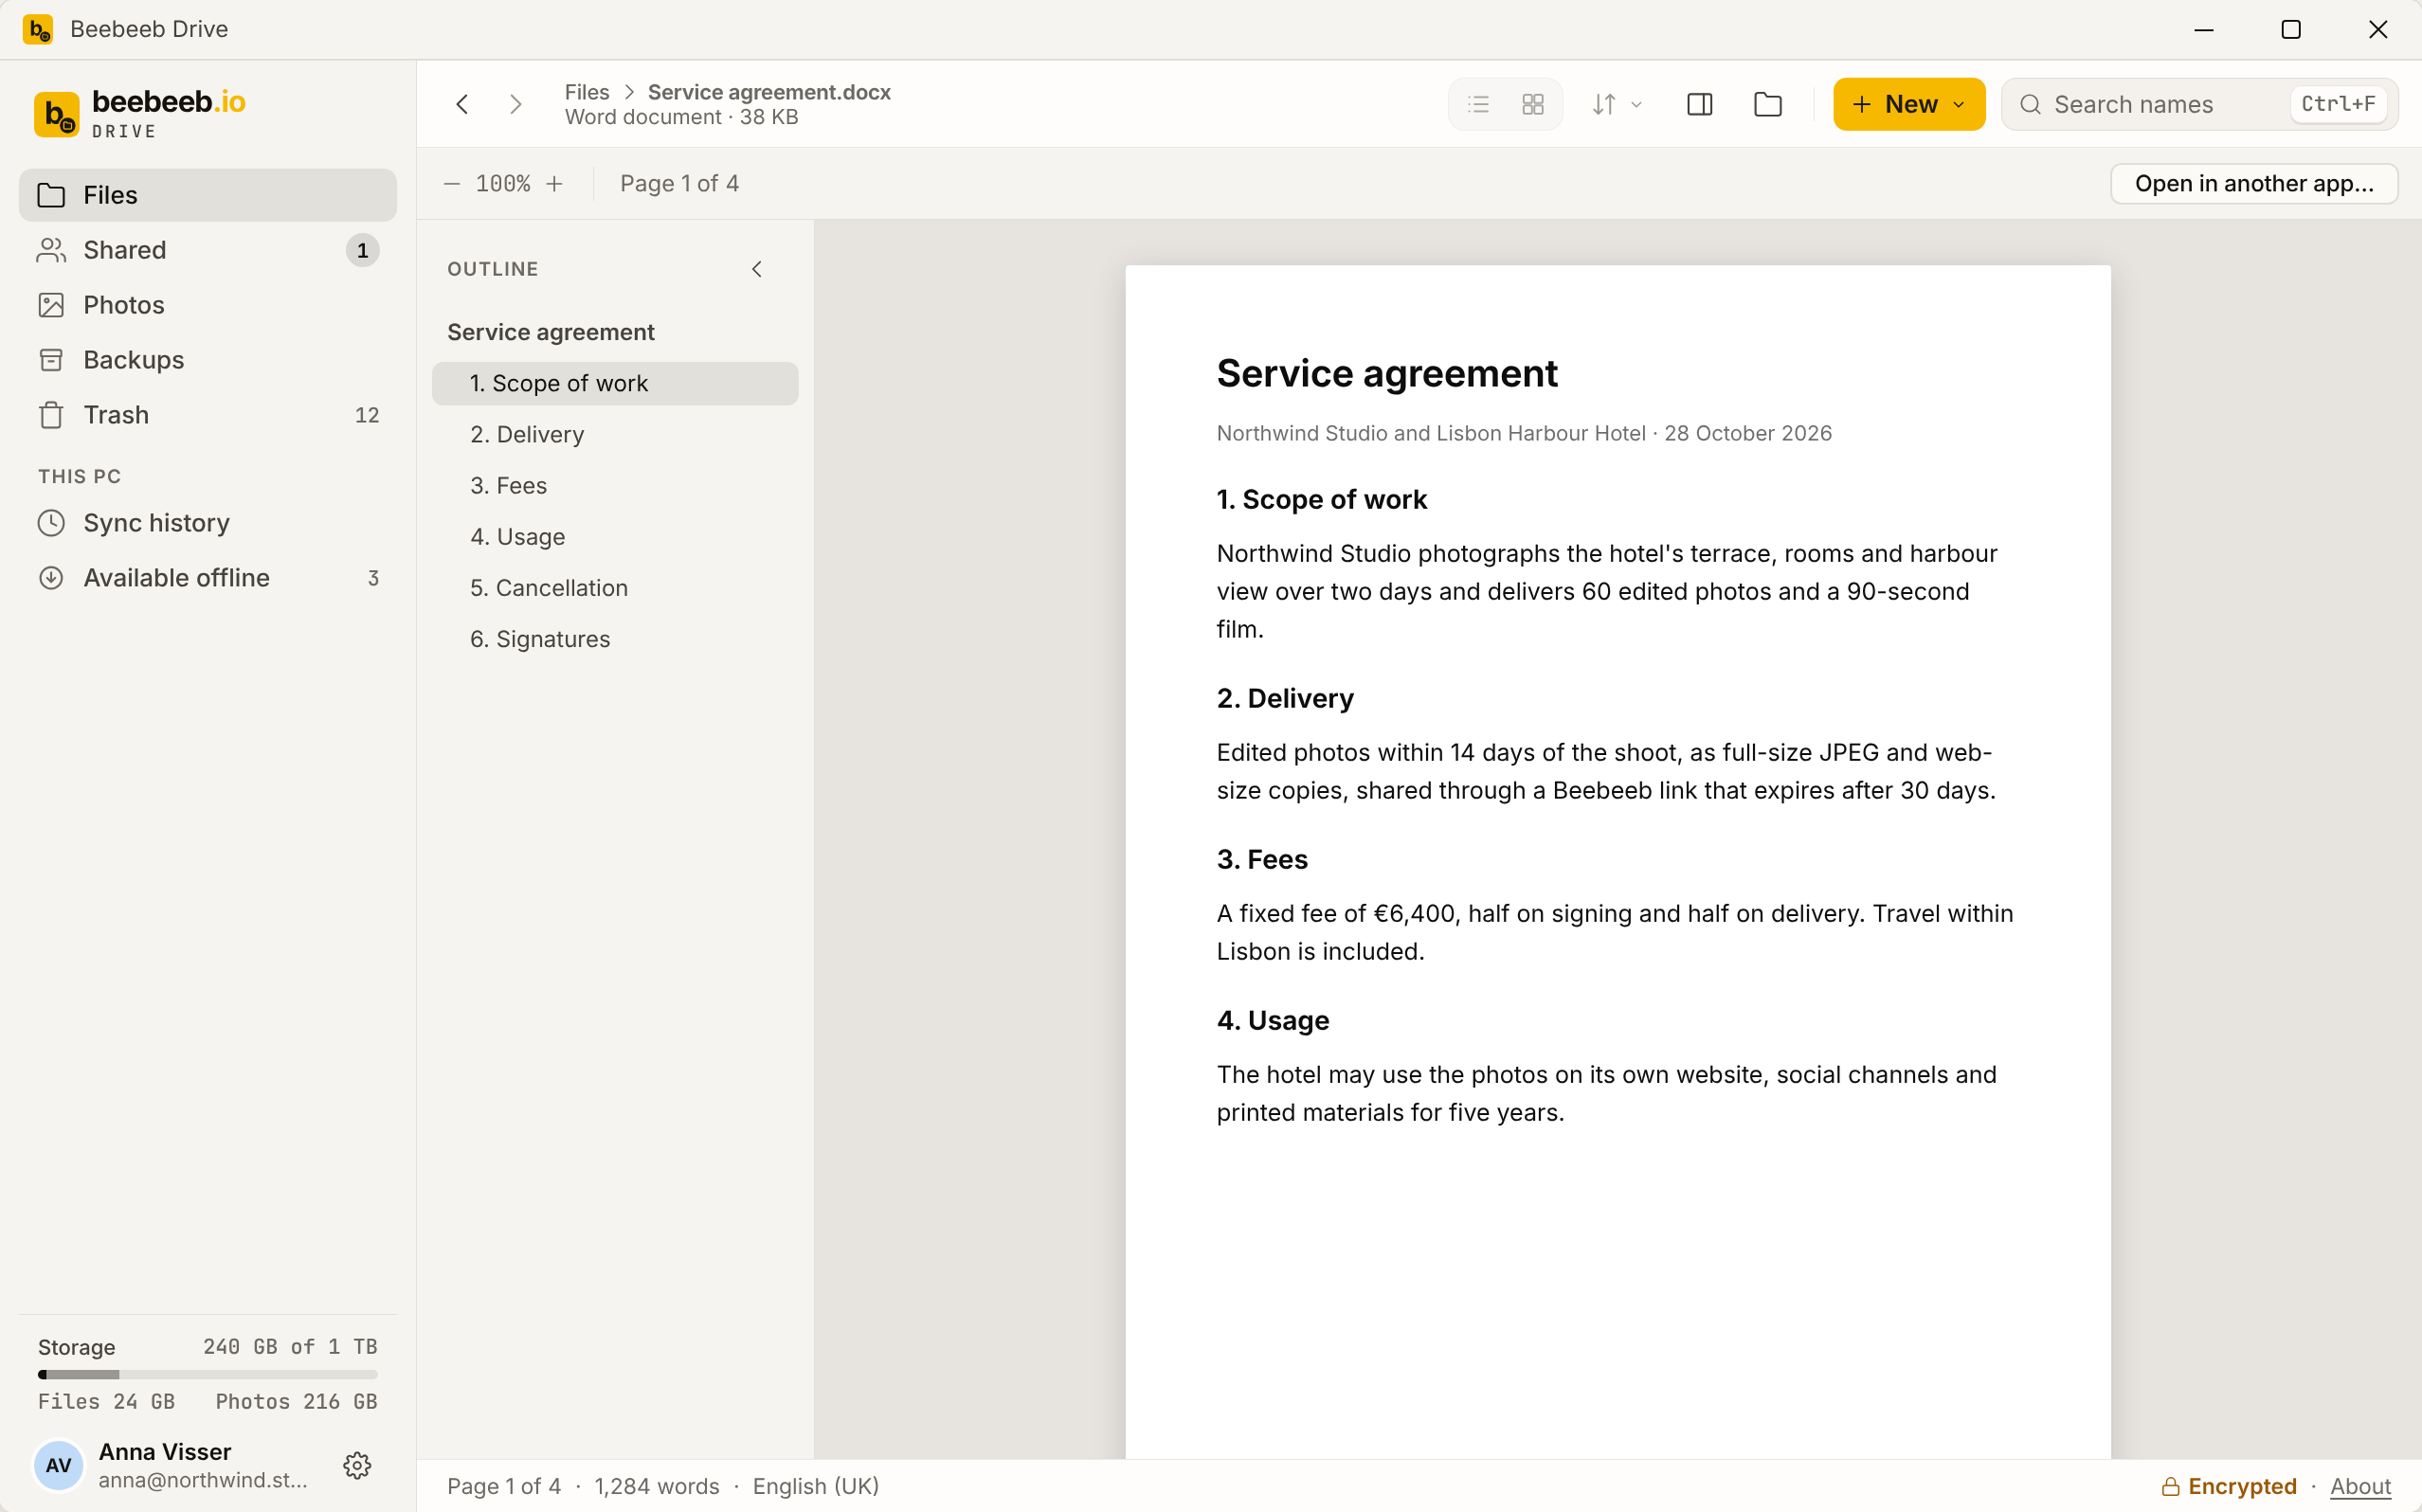 Beebeeb Drive
beebeeb.io
DRIVE
Files
Shared 1
Photos
Backups
Trash 12
THIS PC
Sync history
Available offline 3
Storage 240 GB of 1 TB
Files 24 GB Photos 216 GB
AV
Anna Visser
anna@northwind.st...
Files > Service agreement.docx
Word document · 38 KB
+ New
Search names Ctrl+F
− 100% + Page 1 of 4
Open in another app...
OUTLINE
Service agreement
1. Scope of work
2. Delivery
3. Fees
4. Usage
5. Cancellation
6. Signatures
Service agreement
Northwind Studio and Lisbon Harbour Hotel · 28 October 2026
1. Scope of work
Northwind Studio photographs the hotel's terrace, rooms and harbour
view over two days and delivers 60 edited photos and a 90-second
film.
2. Delivery
Edited photos within 14 days of the shoot, as full-size JPEG and web-
size copies, shared through a Beebeeb link that expires after 30 days.
3. Fees
A fixed fee of €6,400, half on signing and half on delivery. Travel within
Lisbon is included.
4. Usage
The hotel may use the photos on its own website, social channels and
printed materials for five years.
Page 1 of 4 · 1,284 words · English (UK)
Encrypted · About